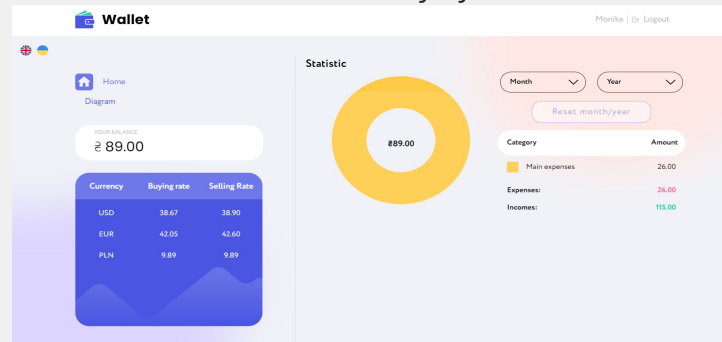 Wallet
Monika
Logout
Home
Diagram
YOUR BALANCE
₴ 89.00
Currency Buying rate Selling Rate
USD 38.67 38.90
EUR 42.05 42.60
PLN 9.89 9.89
Statistic
₴89.00
Month
Year
Reset month/year
Category Amount
Main expenses 26.00
Expenses: 26.00
Incomes: 115.00